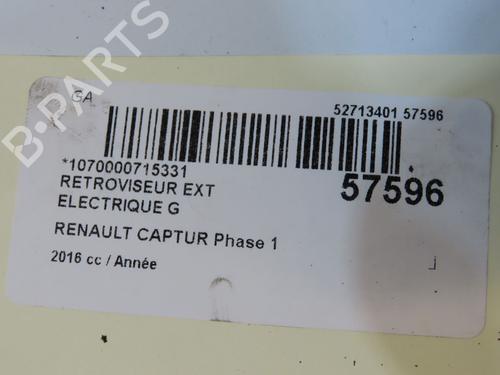 GA
52713401 57596
*1070000715331
57596
RETROVISEUR EXT
ELECTRIQUE G
RENAULT CAPTUR Phase 1
2016 cc / Année
B-PARTS